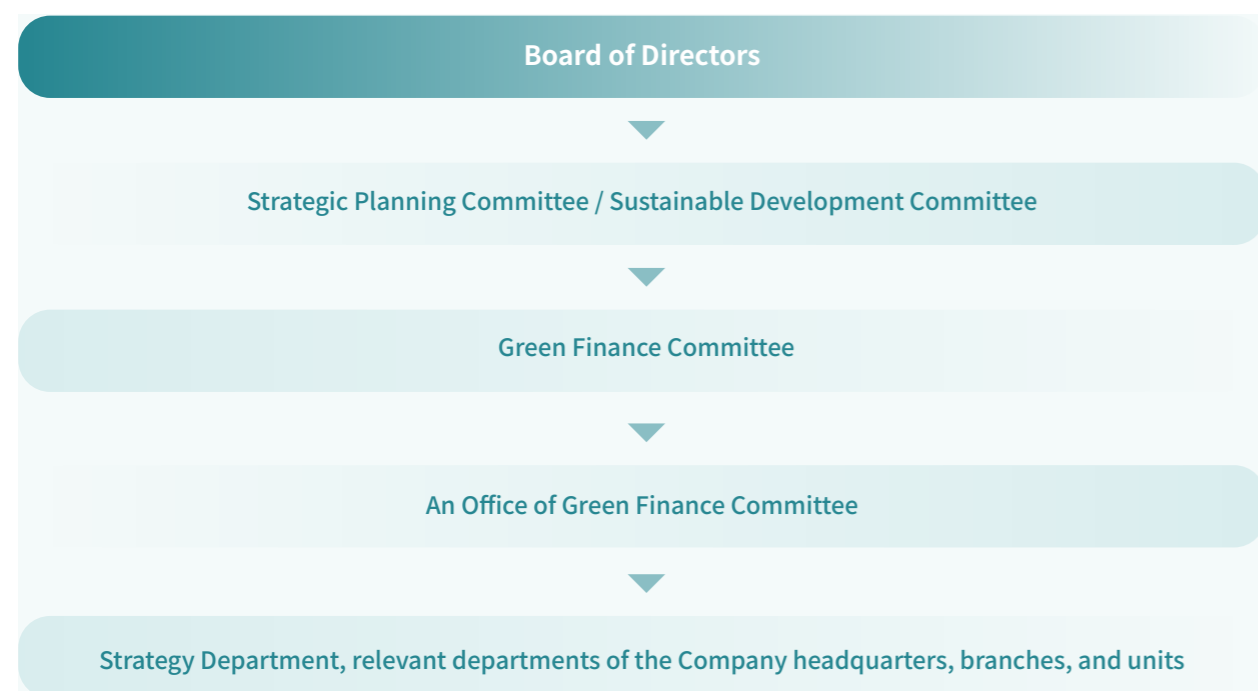 Board of Directors
Strategic Planning Committee / Sustainable Development Committee
Green Finance Committee
An Office of Green Finance Committee
Strategy Department, relevant departments of the Company headquarters, branches, and units